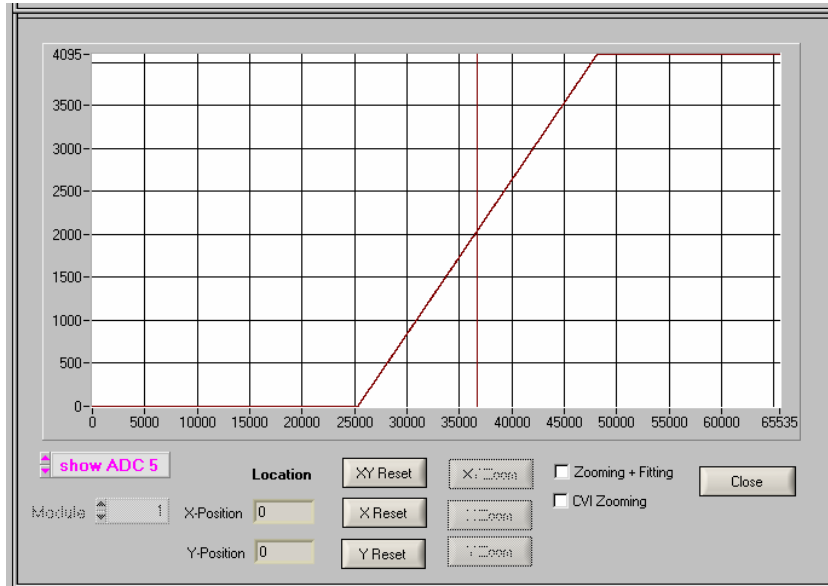 4095
3500
3000
2500
2000
1500
1000
500
0
0 5000 10000 15000 20000 25000 30000 35000 40000 45000 50000 55000 60000 65535
show ADC 5
Location
XY Reset
Zooming + Fitting
Close
Module 1
X-Position 0
X Reset
CVI Zooming
Y-Position 0
Y Reset
Zoom